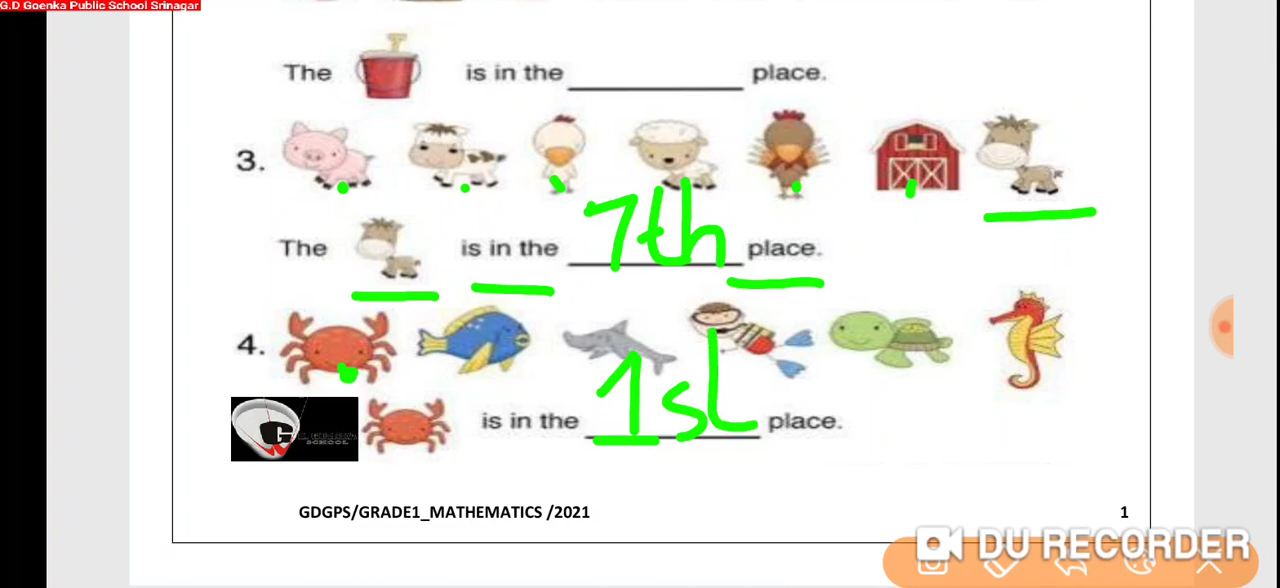 G.D Goenka Public School Srinagar
The is in the ____________ place.
3.
The is in the 7th place.
4.
is in the 1st place.
GDGPS/GRADE1_MATHEMATICS /2021 1
DU RECORDER